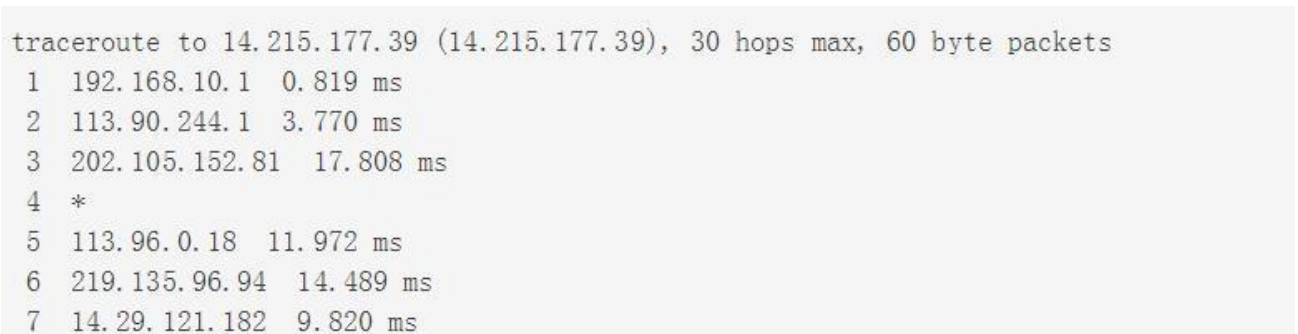 traceroute to 14.215.177.39 (14.215.177.39), 30 hops max, 60 byte packets
1 192.168.10.1 0.819 ms
2 113.90.244.1 3.770 ms
3 202.105.152.81 17.808 ms
4 *
5 113.96.0.18 11.972 ms
6 219.135.96.94 14.489 ms
7 14.29.121.182 9.820 ms